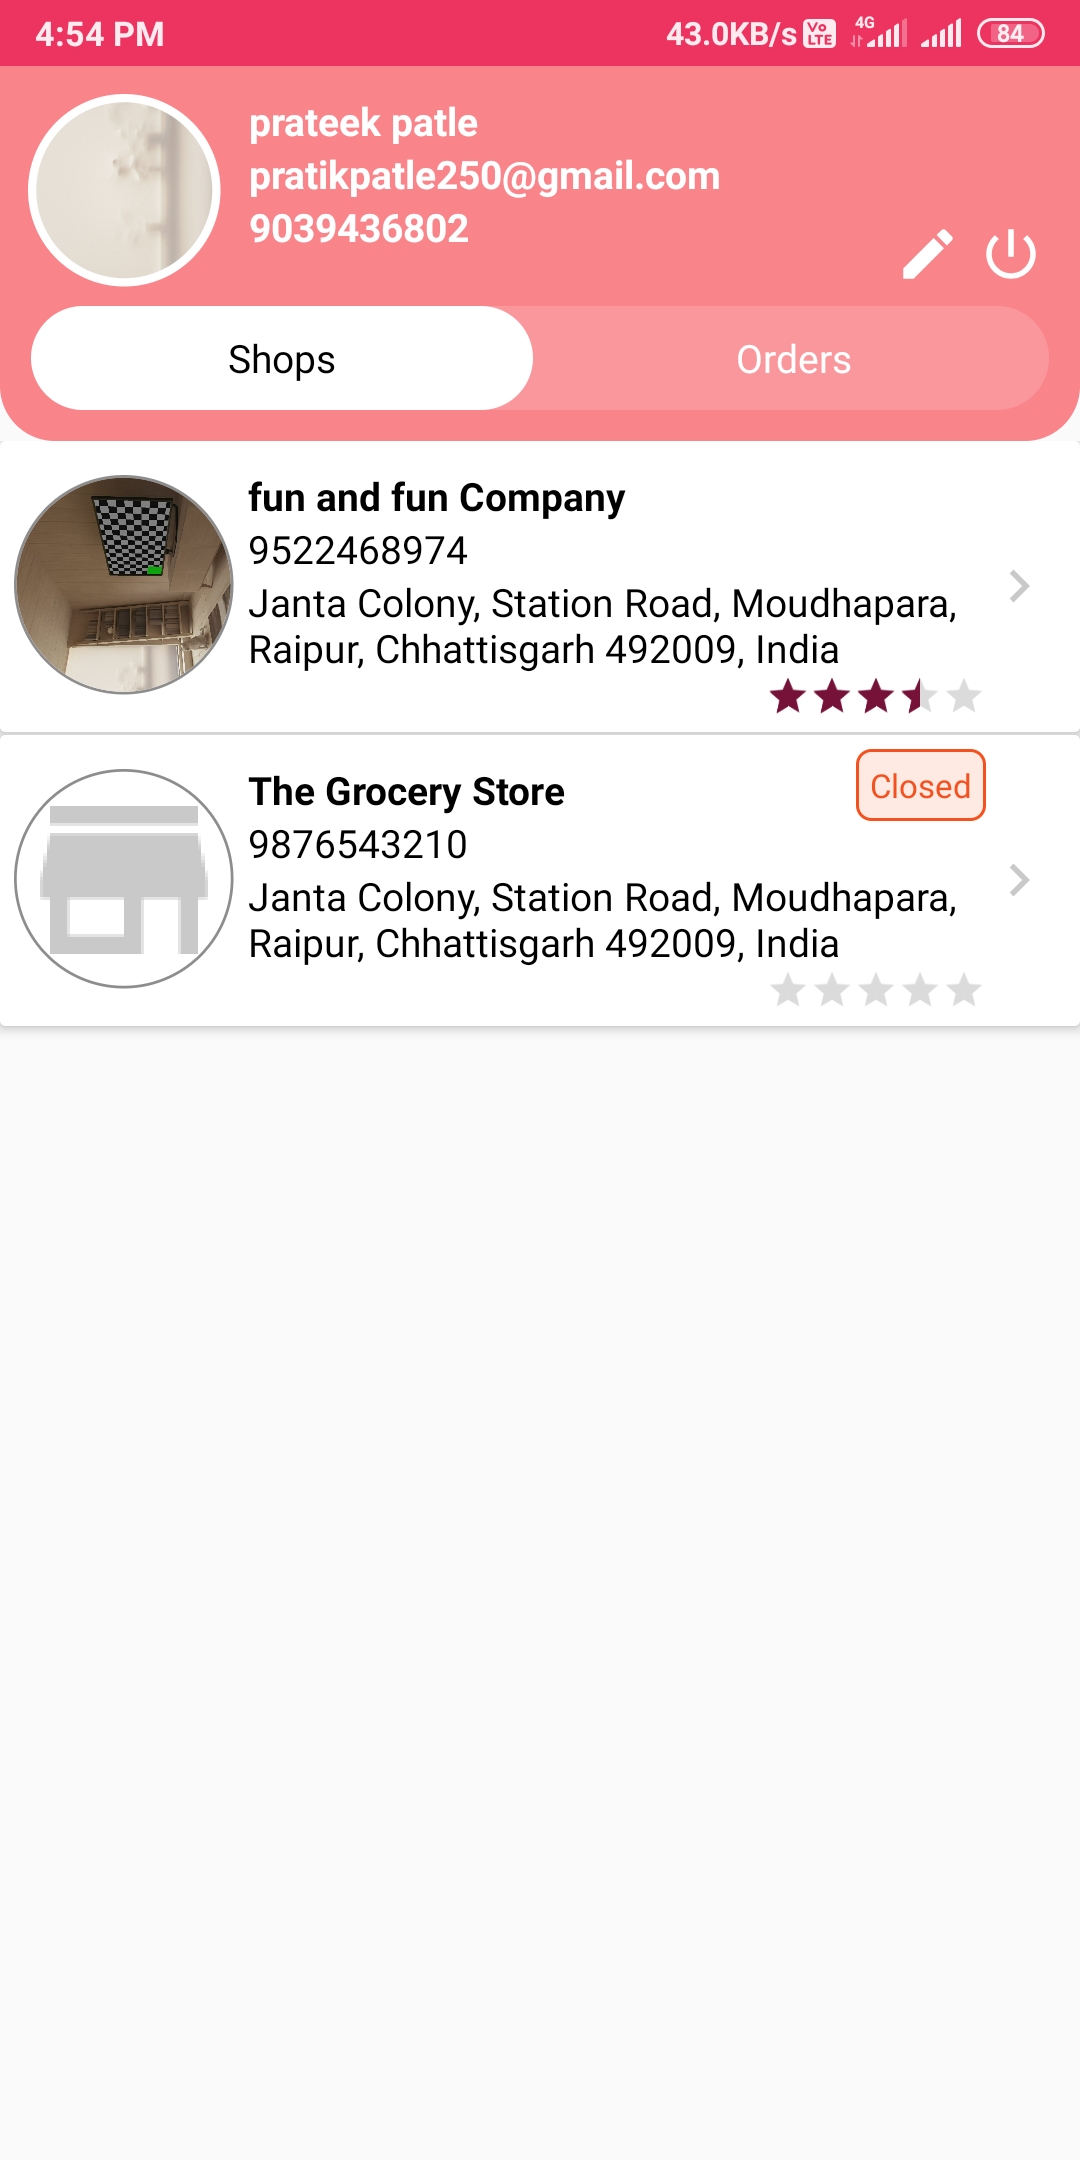 4:54 PM
43.0KB/s Vo LTE 4G 84
prateek patle
pratikpatle250@gmail.com
9039436802
Shops
Orders
fun and fun Company
9522468974
Janta Colony, Station Road, Moudhapara,
Raipur, Chhattisgarh 492009, India
The Grocery Store
Closed
9876543210
Janta Colony, Station Road, Moudhapara,
Raipur, Chhattisgarh 492009, India